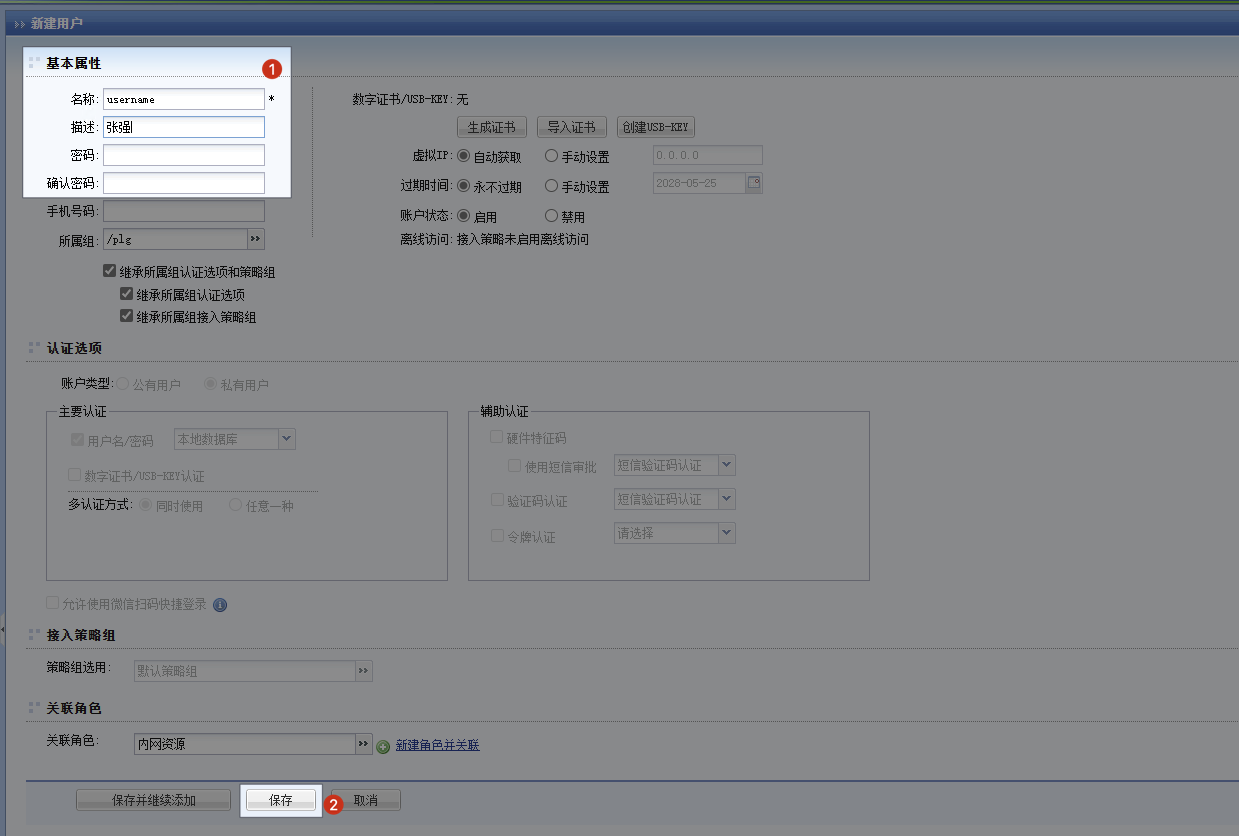 新建用户
基本属性 1
名称: username *
描述: 张强
密码:
确认密码:
手机号码:
所属组: /plg
继承所属组认证选项和策略组
继承所属组认证选项
继承所属组接入策略组
数字证书/USB-KEY: 无
生成证书 导入证书 创建USB-KEY
虚拟IP: 自动获取 手动设置 0.0.0.0
过期时间: 永不过期 手动设置 2028-05-25
账户状态: 启用 禁用
离线访问: 接入策略未启用离线访问
认证选项
账户类型: 公有用户 私有用户
主要认证
用户名/密码 本地数据库
数字证书/USB-KEY认证
多认证方式: 同时使用 任意一种
辅助认证
硬件特征码
使用短信审批 短信验证码认证
验证码认证 短信验证码认证
令牌认证 请选择
允许使用微信扫码快捷登录
接入策略组
策略组选用: 默认策略组
关联角色
关联角色: 内网资源 新建角色并关联
保存并继续添加 保存 2 取消